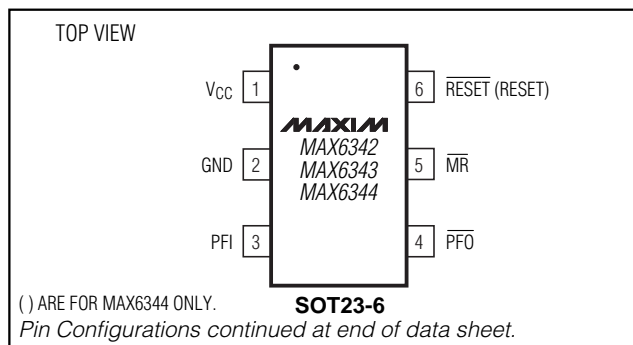 TOP VIEW
VCC 1
GND 2
PFI 3
MAXIM
MAX6342
MAX6343
MAX6344
6 RESET (RESET)
5 MR
4 PFO
( ) ARE FOR MAX6344 ONLY.
SOT23-6
Pin Configurations continued at end of data sheet.